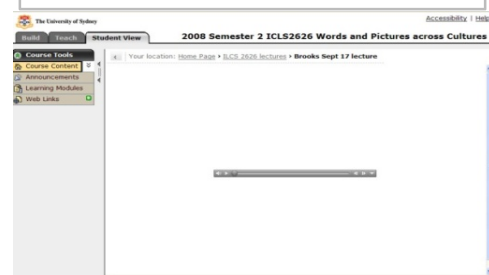 The University of Sydney
Accessibility | Help
Build Teach Student View
2008 Semester 2 ICLS2626 Words and Pictures across Cultures
Course Tools
Your location: Home Page › ILCS 2626 lectures › Brooks Sept 17 lecture
Course Content
Announcements
Learning Modules
Web Links